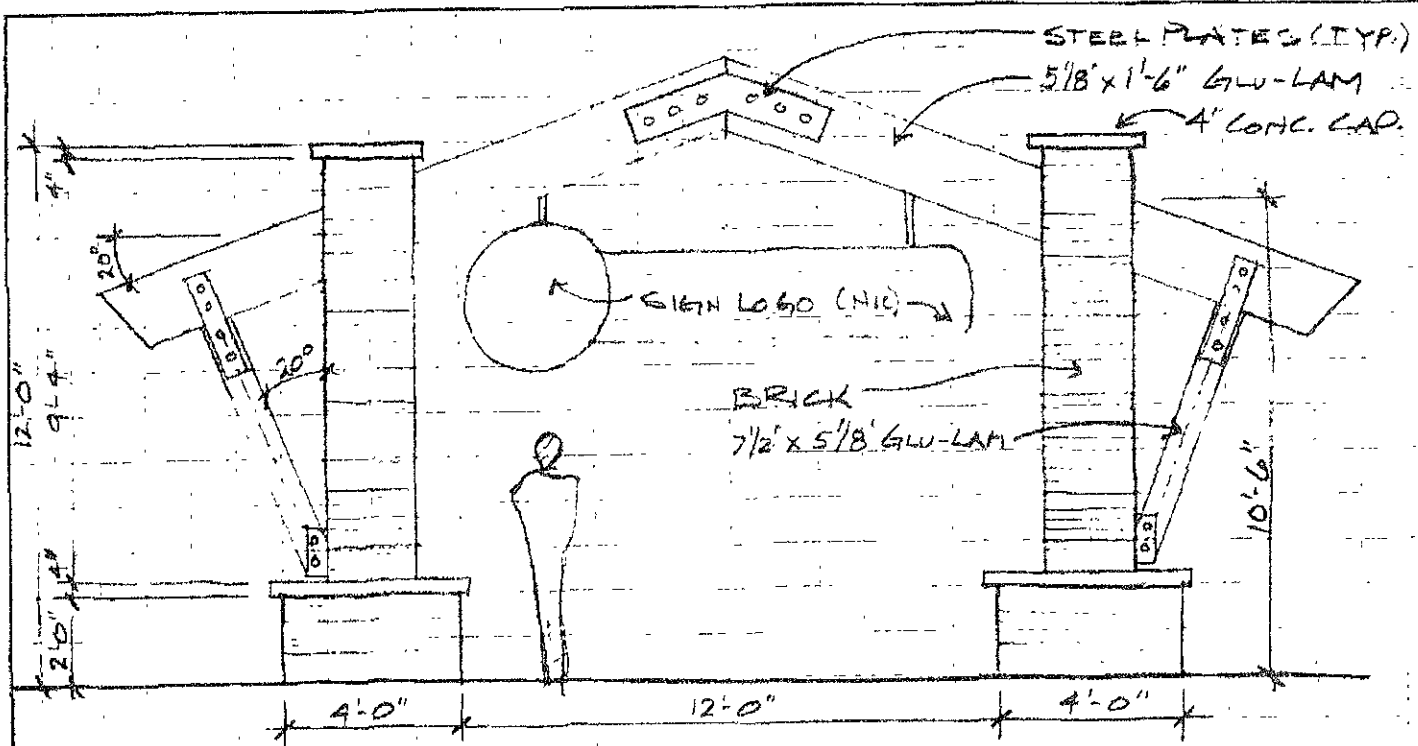 STEEL PLATES (TYP.)
5 1/8" x 1'-6" GLU-LAM
4" CONC. CAP.
4"
20°
SIGN LOGO (NIC)
20°
12'-0"
9'-4"
BRICK
7 1/2" x 5 1/8" GLU-LAM
10'-6"
4"
2'-0"
4'-0"
12'-0"
4'-0"